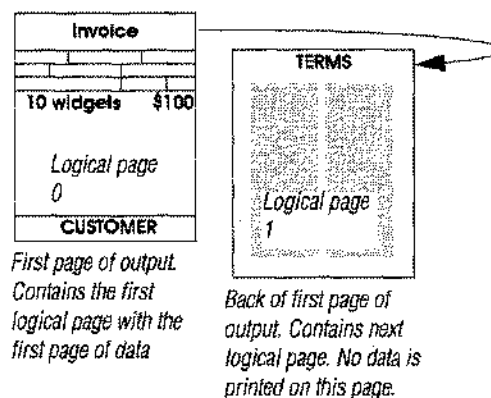 Invoice
10 widgets $100
Logical page
0
CUSTOMER
First page of output.
Contains the first
logical page with the
first page of data
TERMS
Logical page
1
Back of first page of
output. Contains next
logical page. No data is
printed on this page.